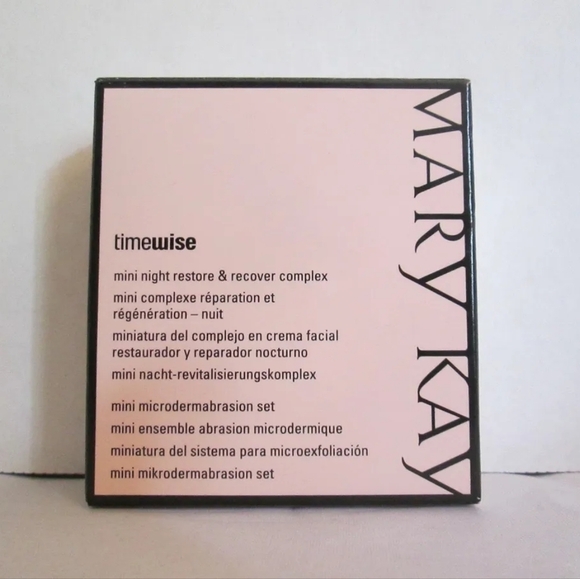 MARY KAY
timewise
mini night restore & recover complex
mini complexe réparation et
régénération – nuit
miniatura del complejo en crema facial
restaurador y reparador nocturno
mini nacht-revitalisierungskomplex
mini microdermabrasion set
mini ensemble abrasion microdermique
miniatura del sistema para microexfoliación
mini mikrodermabrasion set